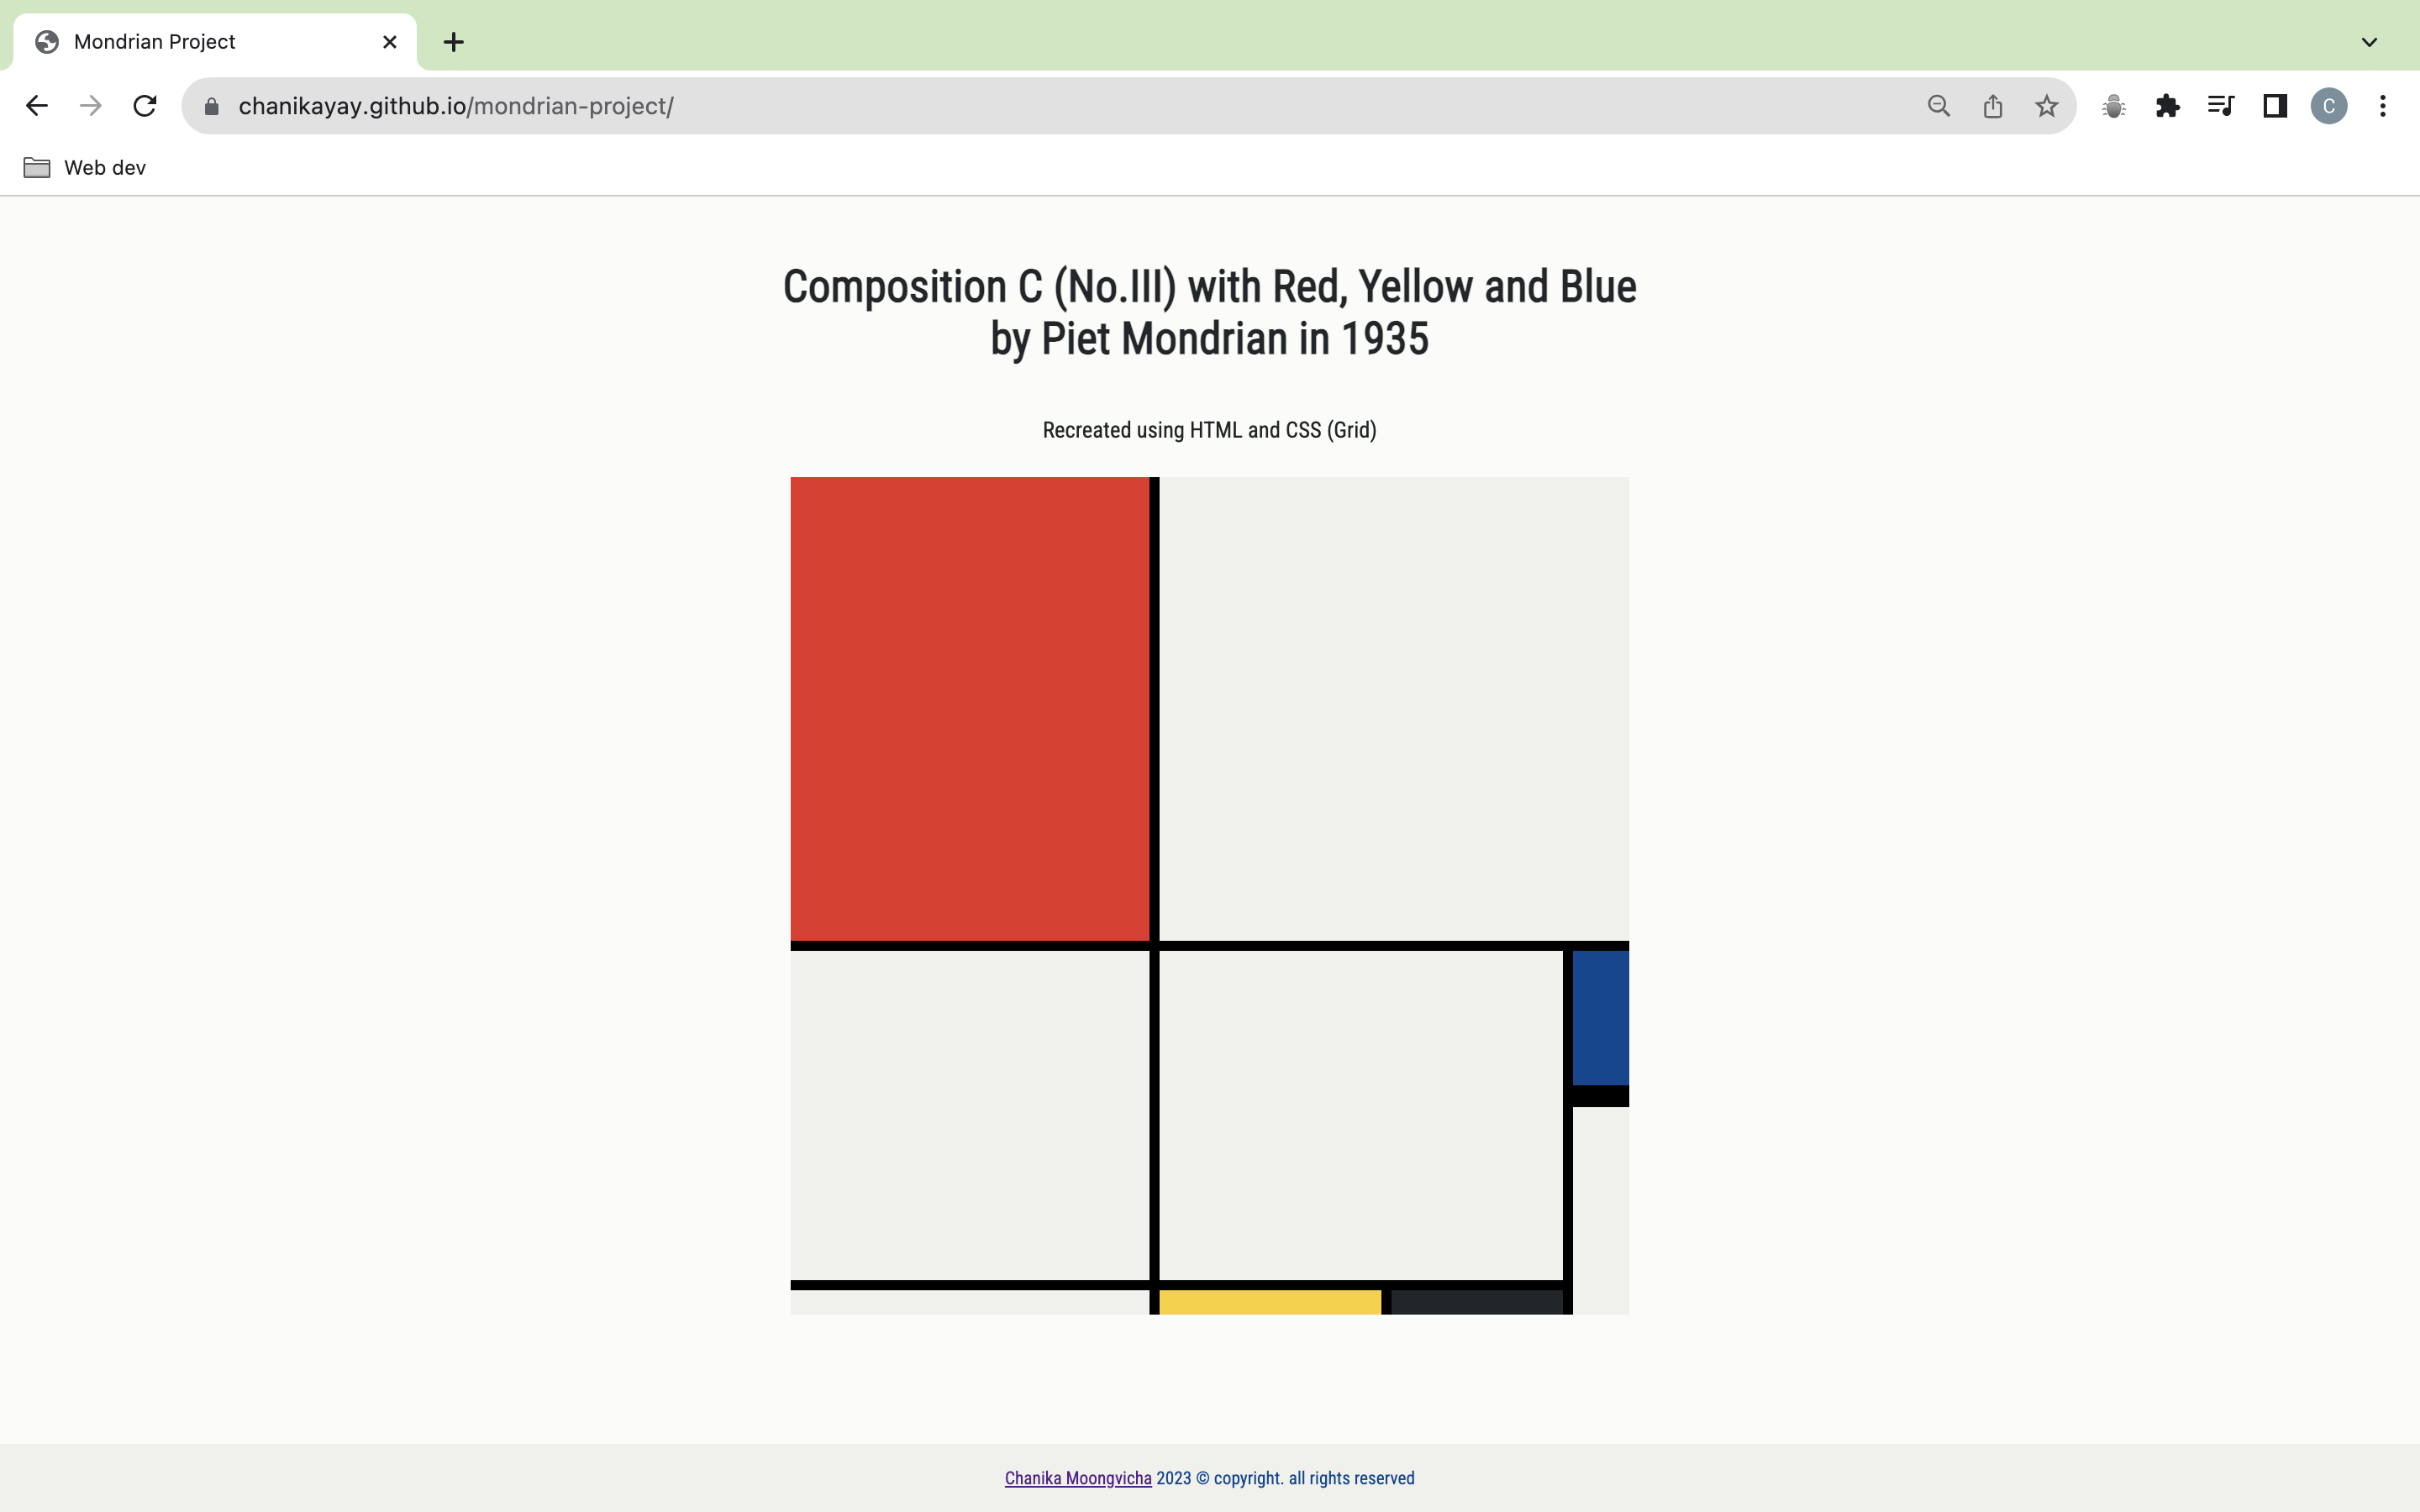 Mondrian Project
chanikayay.github.io/mondrian-project/
C
Web dev
Composition C (No.III) with Red, Yellow and Blue
by Piet Mondrian in 1935
Recreated using HTML and CSS (Grid)
Chanika Moongvicha 2023 © copyright. all rights reserved